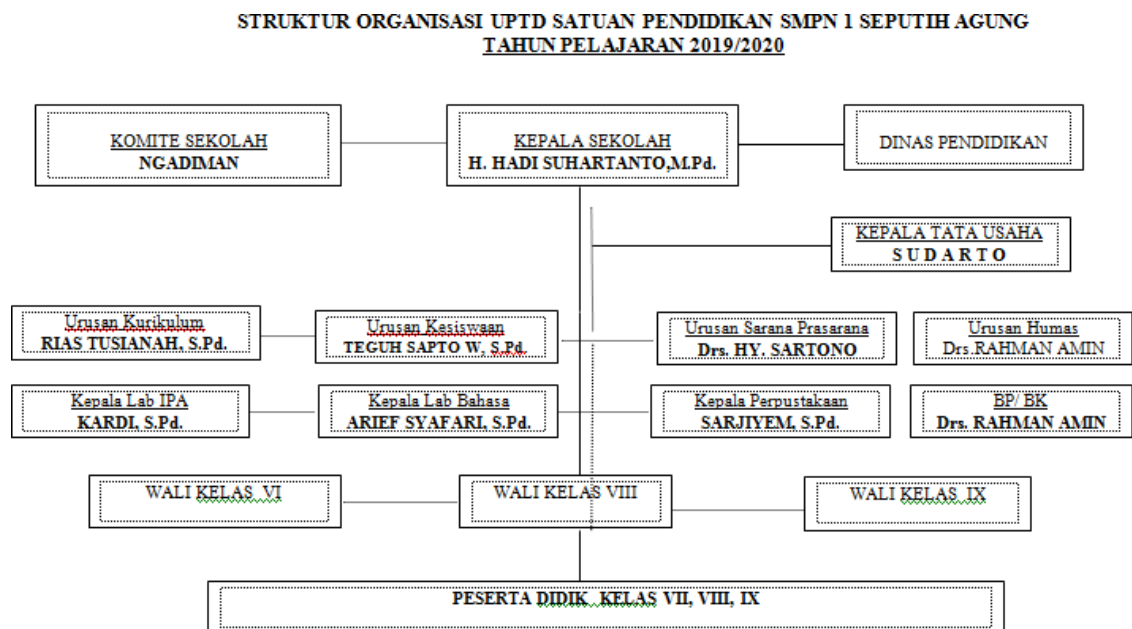 STRUKTUR ORGANISASI UPTD SATUAN PENDIDIKAN SMPN 1 SEPUTIH AGUNG
TAHUN PELAJARAN 2019/2020
KOMITE SEKOLAH
NGADIMAN
KEPALA SEKOLAH
H. HADI SUHARTANTO,M.Pd.
DINAS PENDIDIKAN
KEPALA TATA USAHA
S U D A R T O
Urusan Kurikulum
RIAS TUSIANAH, S.Pd.
Urusan Kesiswaan
TEGUH SAPTO W, S.Pd.
Urusan Sarana Prasarana
Drs. HY. SARTONO
Urusan Humas
Drs.RAHMAN AMIN
Kepala Lab IPA
KARDI, S.Pd.
Kepala Lab Bahasa
ARIEF SYAFARI, S.Pd.
Kepala Perpustakaan
SARJIYEM, S.Pd.
BP/ BK
Drs. RAHMAN AMIN
WALI KELAS VI
WALI KELAS VIII
WALI KELAS IX
PESERTA DIDIK KELAS VII, VIII, IX